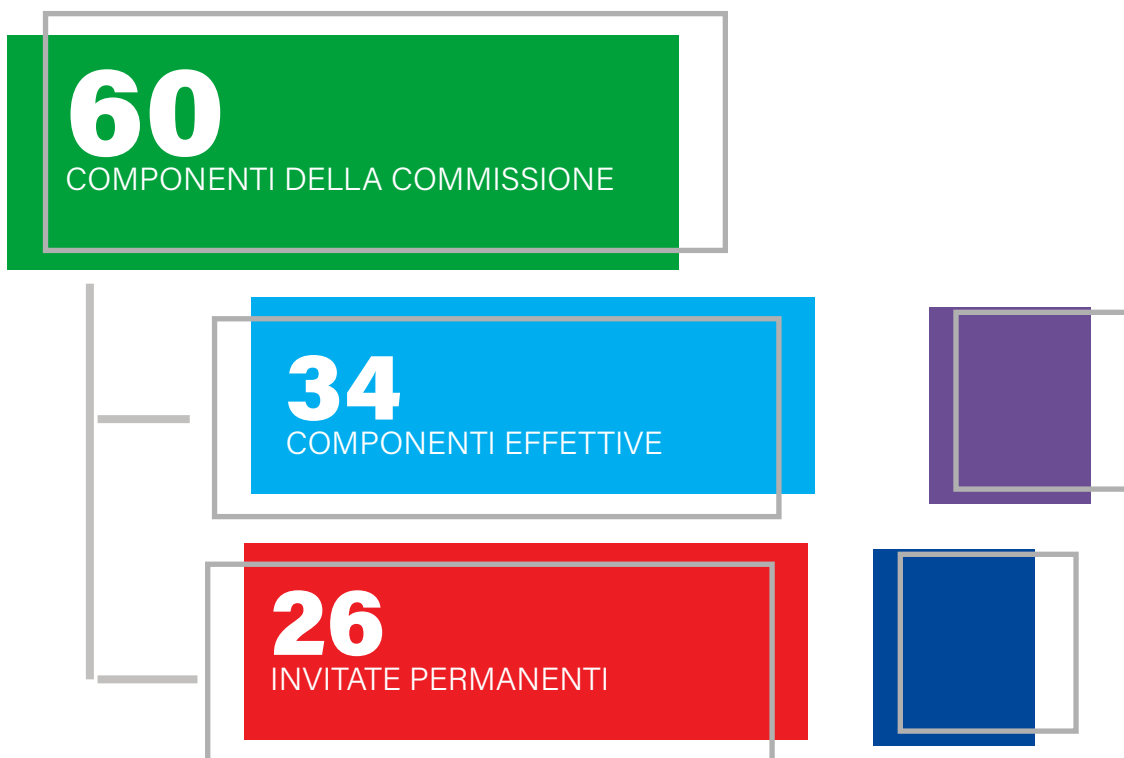 60
COMPONENTI DELLA COMMISSIONE
34
COMPONENTI EFFETTIVE
26
INVITATE PERMANENTI